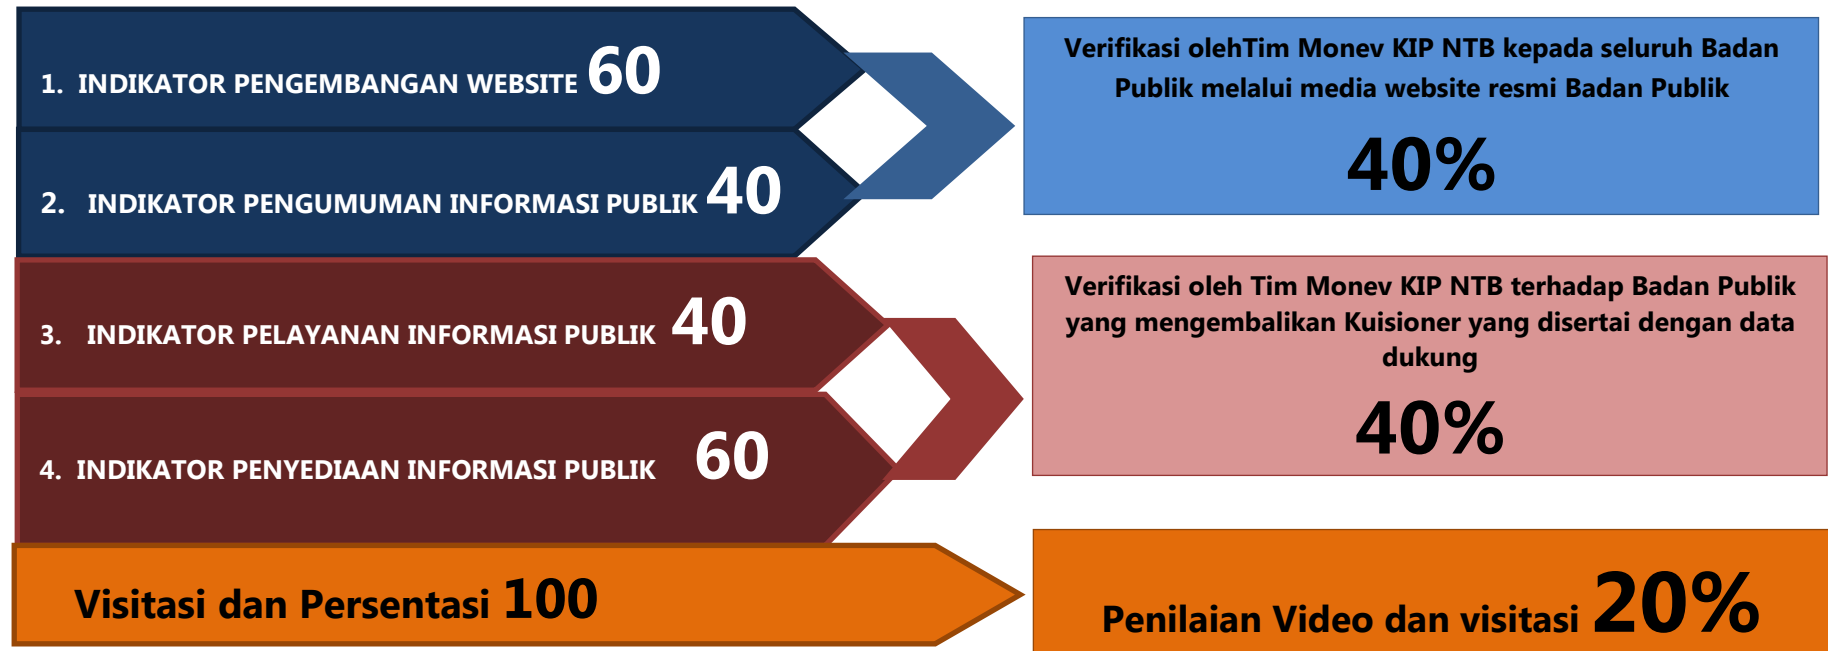 1. INDIKATOR PENGEMBANGAN WEBSITE 60
2. INDIKATOR PENGUMUMAN INFORMASI PUBLIK 40
Verifikasi olehTim Monev KIP NTB kepada seluruh Badan
Publik melalui media website resmi Badan Publik
40%
3. INDIKATOR PELAYANAN INFORMASI PUBLIK 40
4. INDIKATOR PENYEDIAAN INFORMASI PUBLIK 60
Verifikasi oleh Tim Monev KIP NTB terhadap Badan Publik
yang mengembalikan Kuisioner yang disertai dengan data
dukung
40%
Visitasi dan Persentasi 100
Penilaian Video dan visitasi 20%